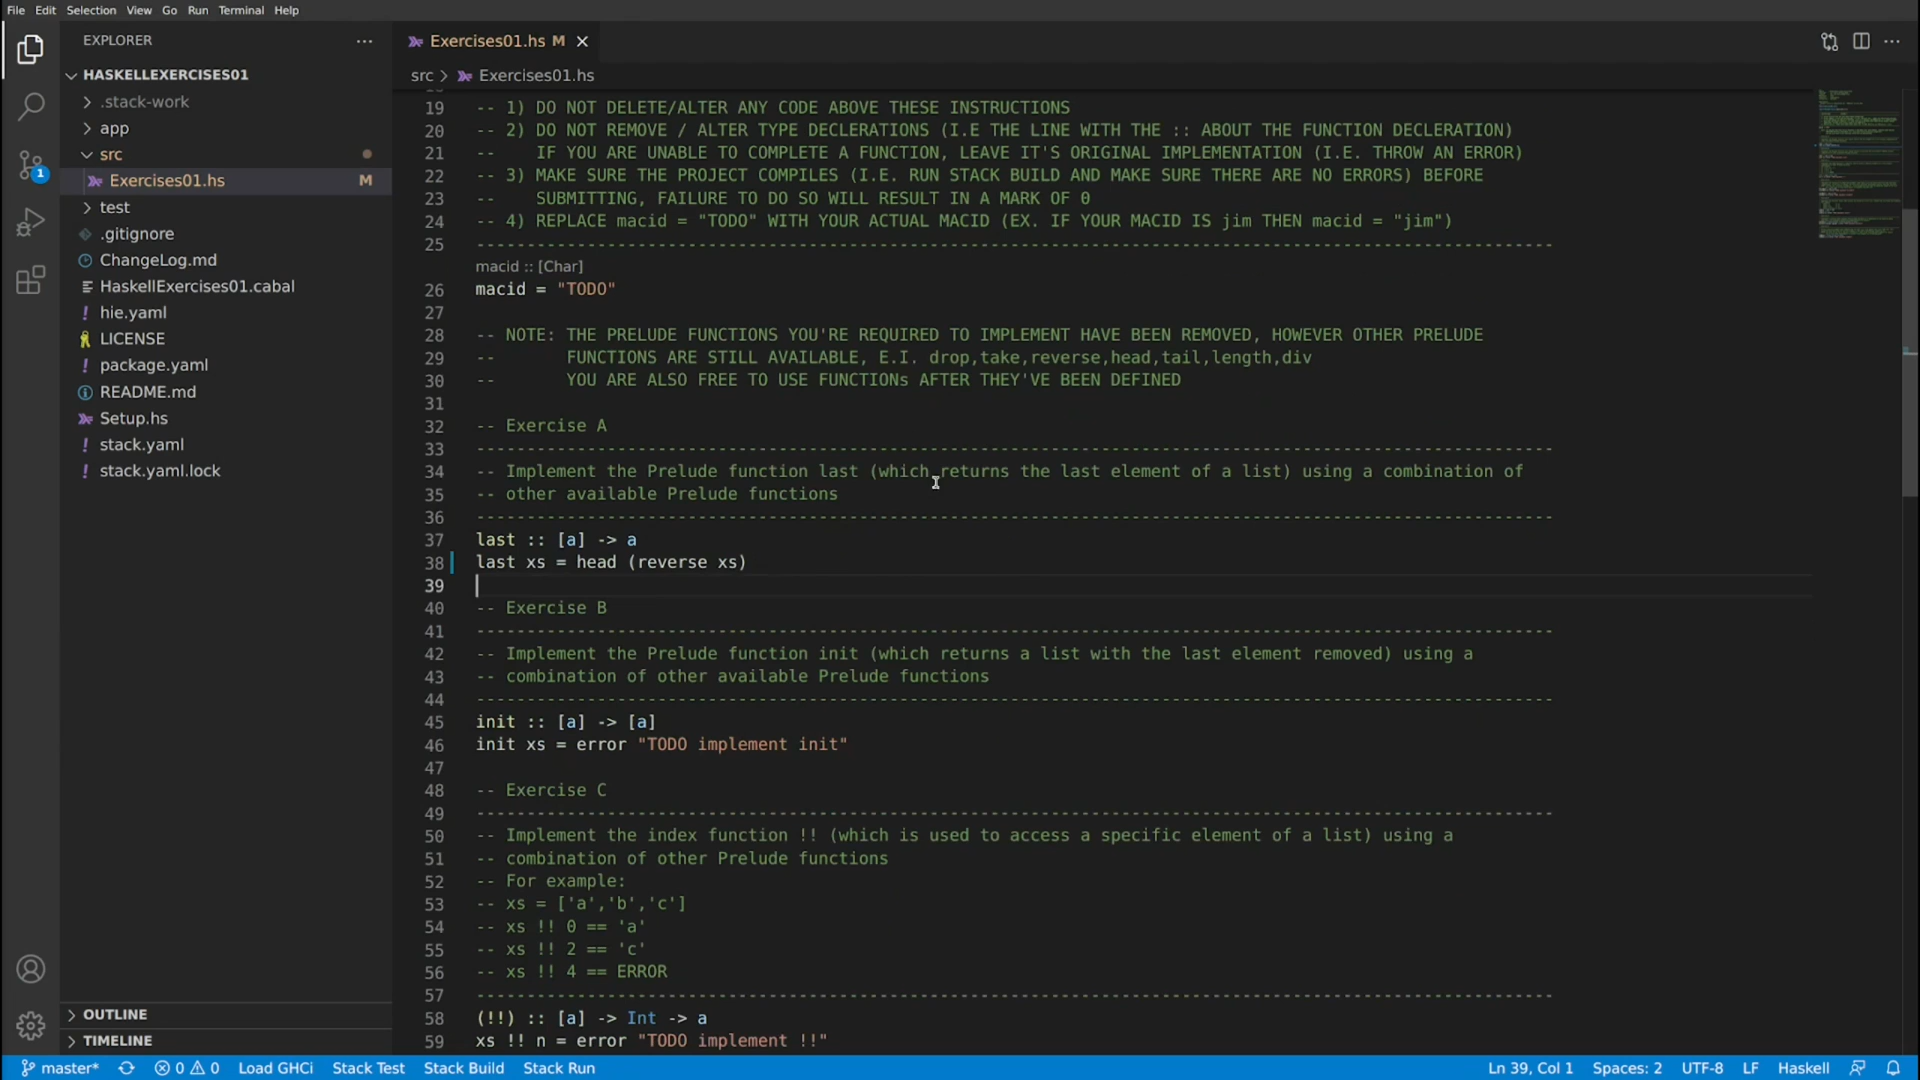 File Edit Selection View Go Run Terminal Help
EXPLORER
HASKELLEXERCISES01
.stack-work
app
src
Exercises01.hs M
test
.gitignore
ChangeLog.md
HaskellExercises01.cabal
hie.yaml
LICENSE
package.yaml
README.md
Setup.hs
stack.yaml
stack.yaml.lock
OUTLINE
TIMELINE
1
Exercises01.hs M
src > Exercises01.hs
19 -- 1) DO NOT DELETE/ALTER ANY CODE ABOVE THESE INSTRUCTIONS
20 -- 2) DO NOT REMOVE / ALTER TYPE DECLERATIONS (I.E THE LINE WITH THE :: ABOUT THE FUNCTION DECLERATION)
21 -- IF YOU ARE UNABLE TO COMPLETE A FUNCTION, LEAVE IT'S ORIGINAL IMPLEMENTATION (I.E. THROW AN ERROR)
22 -- 3) MAKE SURE THE PROJECT COMPILES (I.E. RUN STACK BUILD AND MAKE SURE THERE ARE NO ERRORS) BEFORE
23 -- SUBMITTING, FAILURE TO DO SO WILL RESULT IN A MARK OF 0
24 -- 4) REPLACE macid = "TODO" WITH YOUR ACTUAL MACID (EX. IF YOUR MACID IS jim THEN macid = "jim")
25 -----------------------------------------------------------------------------------------------------------
macid :: [Char]
26 macid = "TODO"
27
28 -- NOTE: THE PRELUDE FUNCTIONS YOU'RE REQUIRED TO IMPLEMENT HAVE BEEN REMOVED, HOWEVER OTHER PRELUDE
29 -- FUNCTIONS ARE STILL AVAILABLE, E.I. drop,take,reverse,head,tail,length,div
30 -- YOU ARE ALSO FREE TO USE FUNCTIONs AFTER THEY'VE BEEN DEFINED
31
32 -- Exercise A
33 -----------------------------------------------------------------------------------------------------------
34 -- Implement the Prelude function last (which returns the last element of a list) using a combination of
35 -- other available Prelude functions
36 -----------------------------------------------------------------------------------------------------------
37 last :: [a] -> a
38 last xs = head (reverse xs)
39
40 -- Exercise B
41 -----------------------------------------------------------------------------------------------------------
42 -- Implement the Prelude function init (which returns a list with the last element removed) using a
43 -- combination of other available Prelude functions
44 -----------------------------------------------------------------------------------------------------------
45 init :: [a] -> [a]
46 init xs = error "TODO implement init"
47
48 -- Exercise C
49 -----------------------------------------------------------------------------------------------------------
50 -- Implement the index function !! (which is used to access a specific element of a list) using a
51 -- combination of other Prelude functions
52 -- For example:
53 -- xs = ['a','b','c']
54 -- xs !! 0 == 'a'
55 -- xs !! 2 == 'c'
56 -- xs !! 4 == ERROR
57 -----------------------------------------------------------------------------------------------------------
58 (!!) :: [a] -> Int -> a
59 xs !! n = error "TODO implement !!"
master* 0 0 Load GHCi Stack Test Stack Build Stack Run Ln 39, Col 1 Spaces: 2 UTF-8 LF Haskell